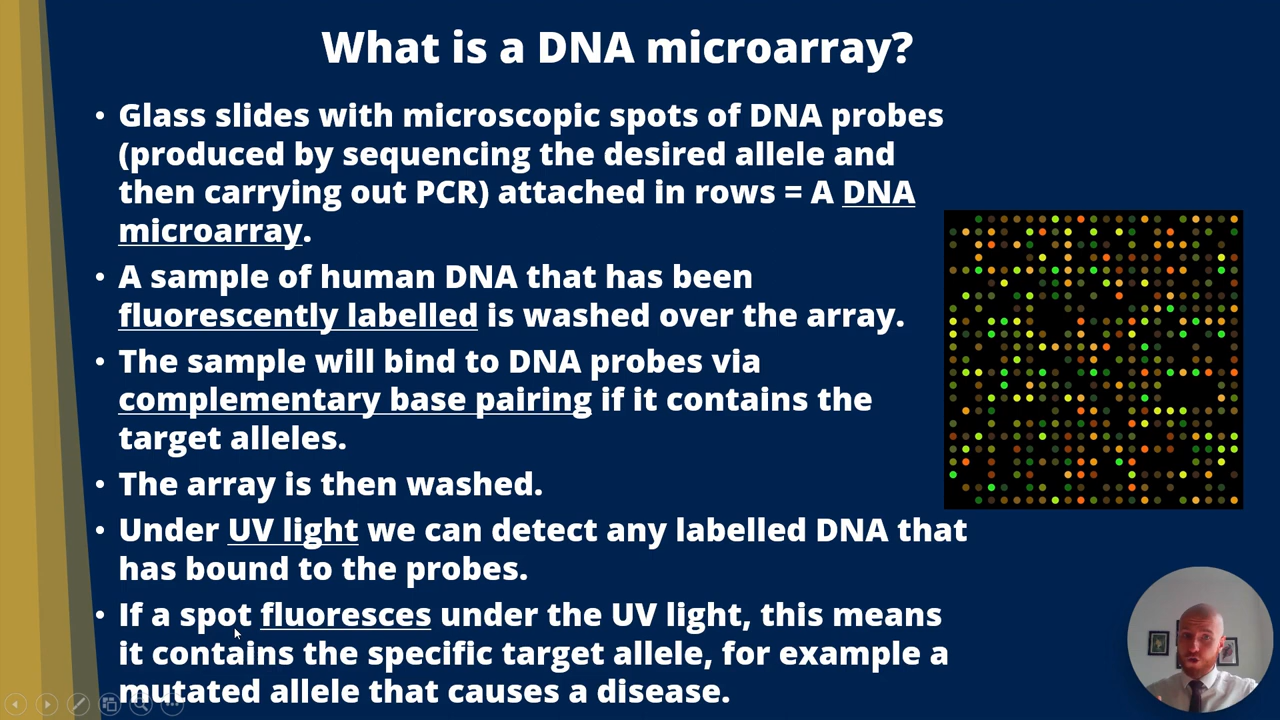 What is a DNA microarray?
• Glass slides with microscopic spots of DNA probes
(produced by sequencing the desired allele and
then carrying out PCR) attached in rows = A DNA
microarray.
• A sample of human DNA that has been
fluorescently labelled is washed over the array.
• The sample will bind to DNA probes via
complementary base pairing if it contains the
target alleles.
• The array is then washed.
• Under UV light we can detect any labelled DNA that
has bound to the probes.
• If a spot fluoresces under the UV light, this means
it contains the specific target allele, for example a
mutated allele that causes a disease.